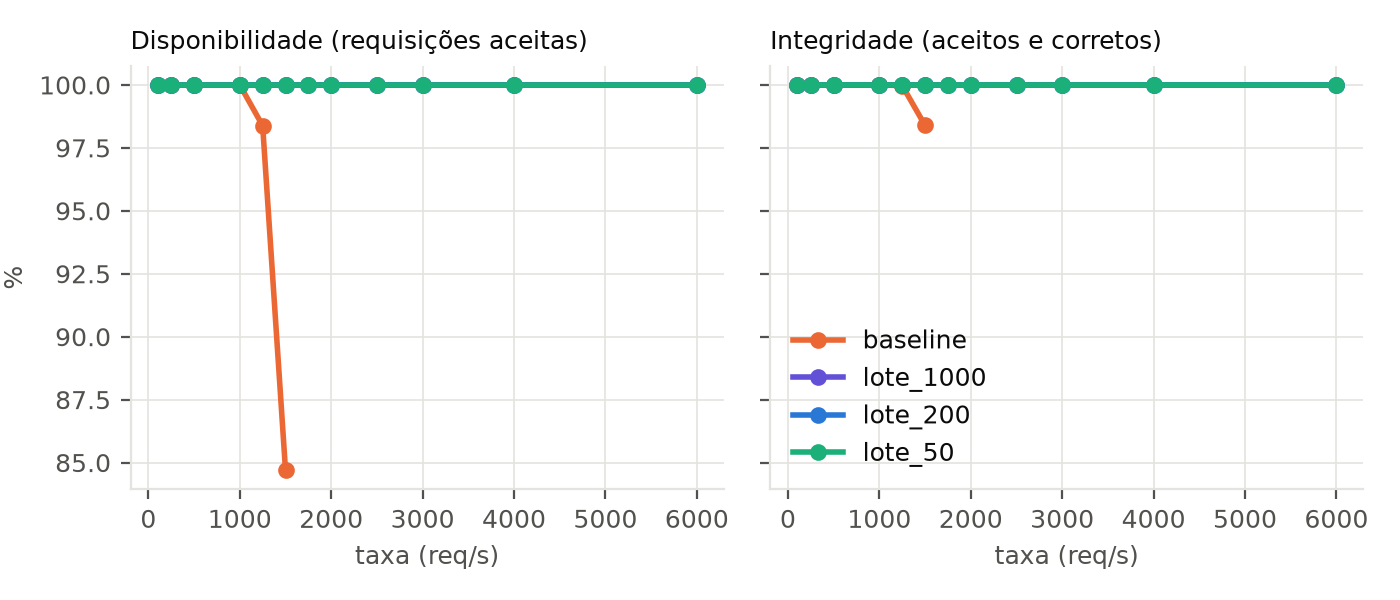 Disponibilidade (requisições aceitas)
Integridade (aceitos e corretos)
100.0
97.5
95.0
92.5
90.0
87.5
85.0
%
baseline
lote_1000
lote_200
lote_50
0 1000 2000 3000 4000 5000 6000
0 1000 2000 3000 4000 5000 6000
taxa (req/s)
taxa (req/s)